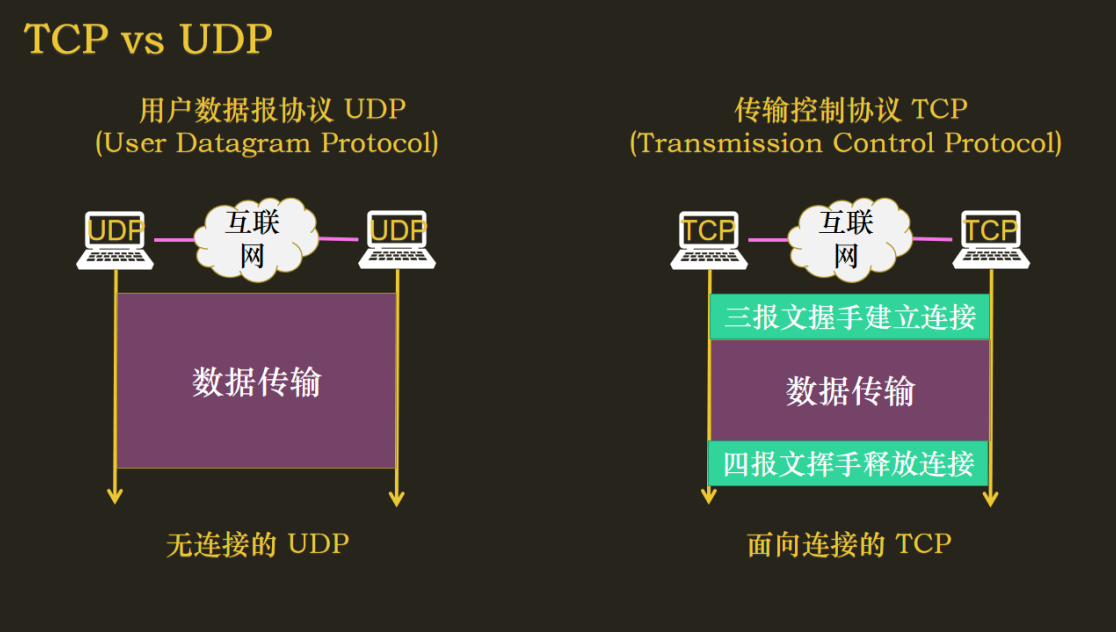 TCP vs UDP
用户数据报协议 UDP
(User Datagram Protocol)
UDP
互联
网
UDP
数据传输
无连接的 UDP
传输控制协议 TCP
(Transmission Control Protocol)
TCP
互联
网
TCP
三报文握手建立连接
数据传输
四报文挥手释放连接
面向连接的 TCP